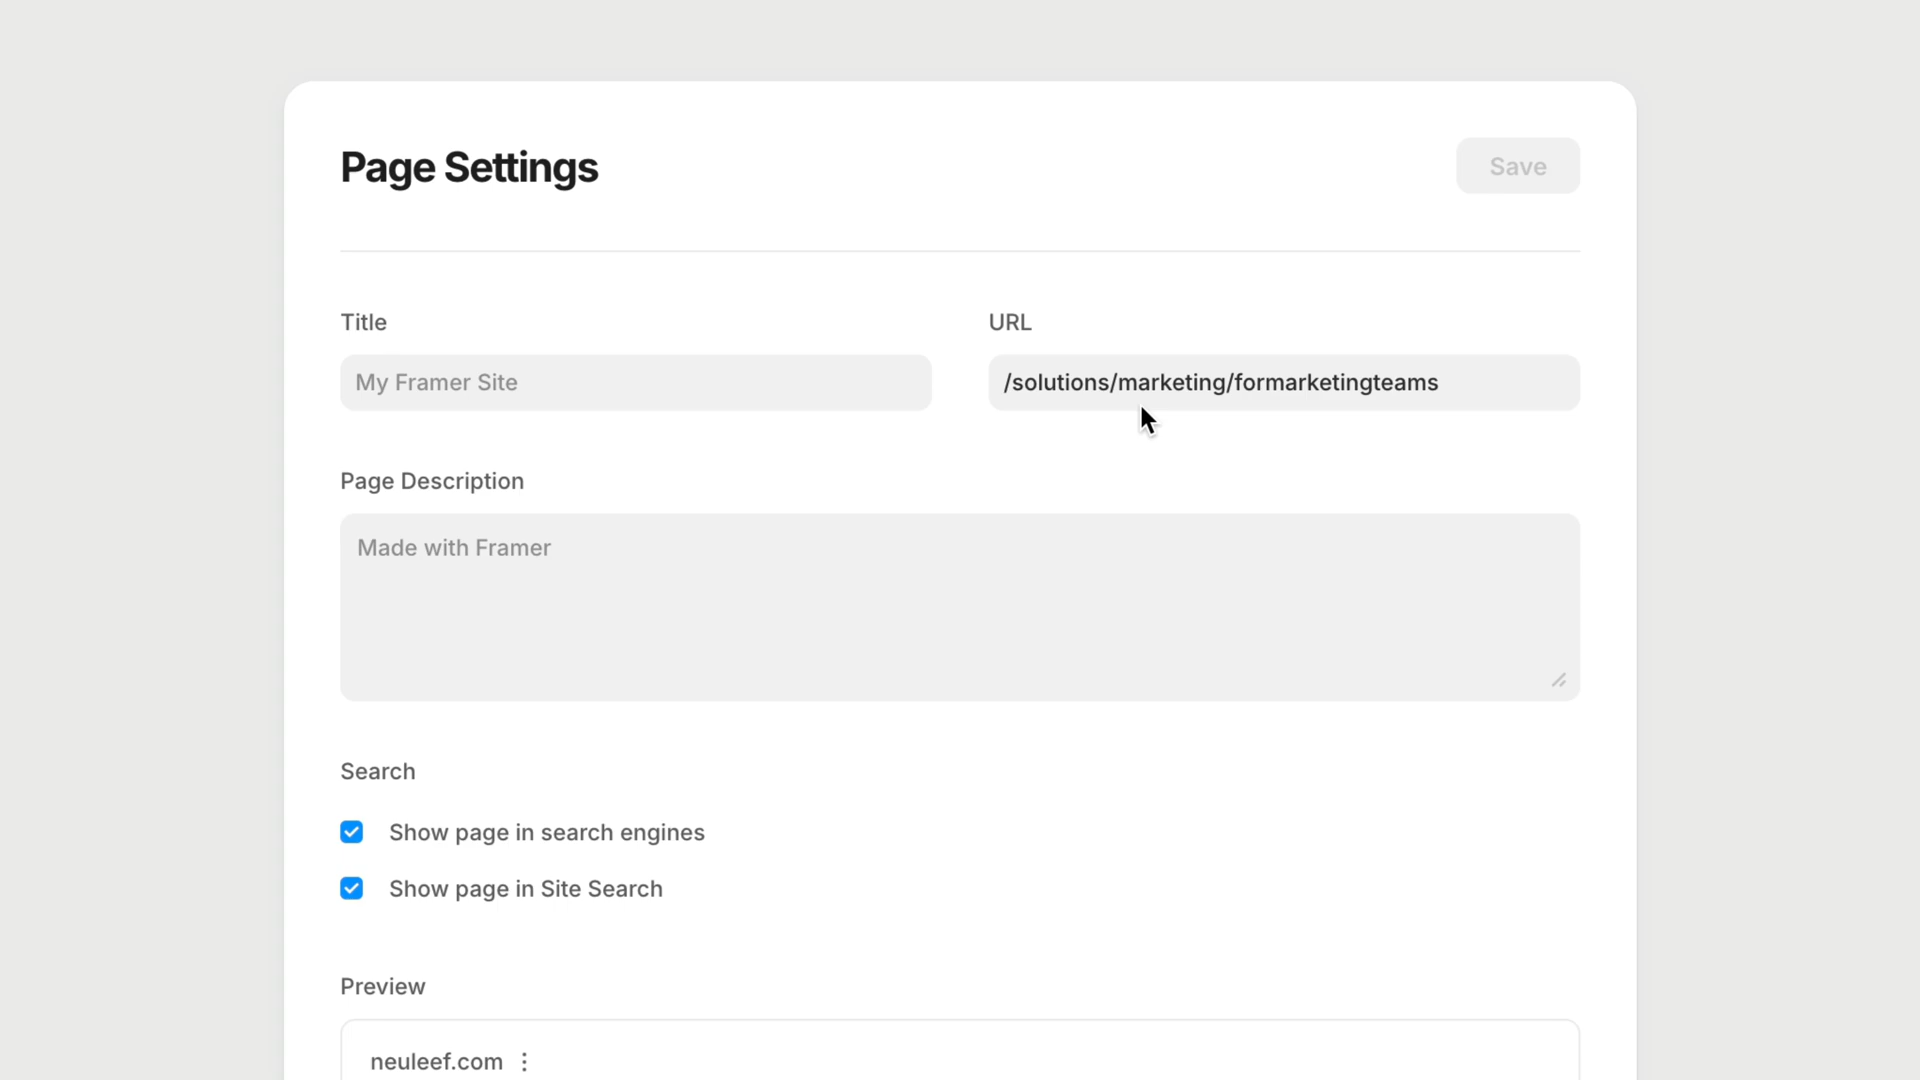 Page Settings
Save
Title
URL
My Framer Site
/solutions/marketing/formarketingteams
Page Description
Made with Framer
Search
Show page in search engines
Show page in Site Search
Preview
neuleef.com